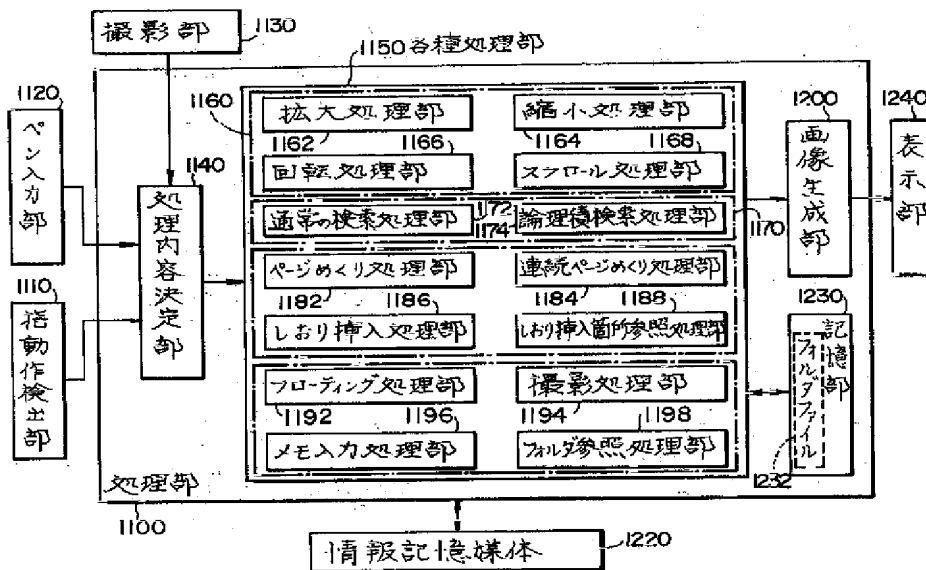 撮影部
1130
1150各種処理部
1120
ペン入力部
1160
拡大処理部
縮小処理部
1162
1166
1164
1168
回転処理部
スクロール処理部
1140
処理内容決定部
通常の検索処理部
1172
1174
論理積検索処理部
1170
ページめくり処理部
連続ページめくり処理部
1182
1186
1184
1188
しおり挿入処理部
しおり挿入箇所参照処理部
1110
指動作検出部
フローティング処理部
撮影処理部
1192
1196
1194
1198
メモ入力処理部
フォルダ参照処理部
1200
画像生成部
1240
表示部
1230
記憶部
フォルダファイル
1232
処理部
1100
情報記憶媒体
1220